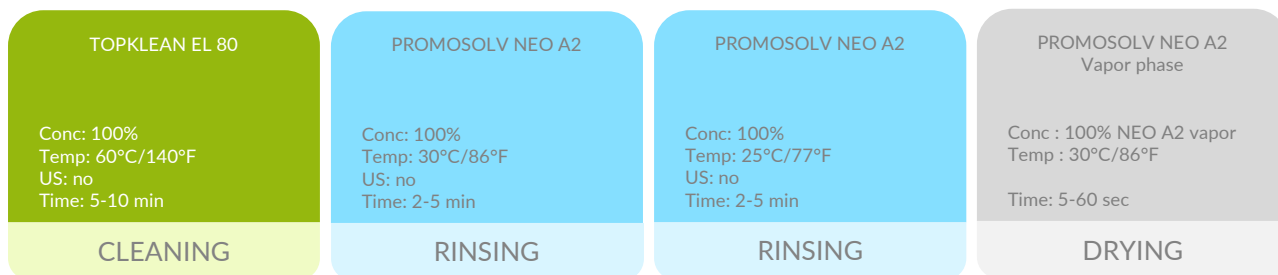 TOPKLEAN EL 80
Conc: 100%
Temp: 60°C/140°F
US: no
Time: 5-10 min
CLEANING
PROMOSOLV NEO A2
Conc: 100%
Temp: 30°C/86°F
US: no
Time: 2-5 min
RINSING
PROMOSOLV NEO A2
Conc: 100%
Temp: 25°C/77°F
US: no
Time: 2-5 min
RINSING
PROMOSOLV NEO A2
Vapor phase
Conc : 100% NEO A2 vapor
Temp : 30°C/86°F
Time: 5-60 sec
DRYING